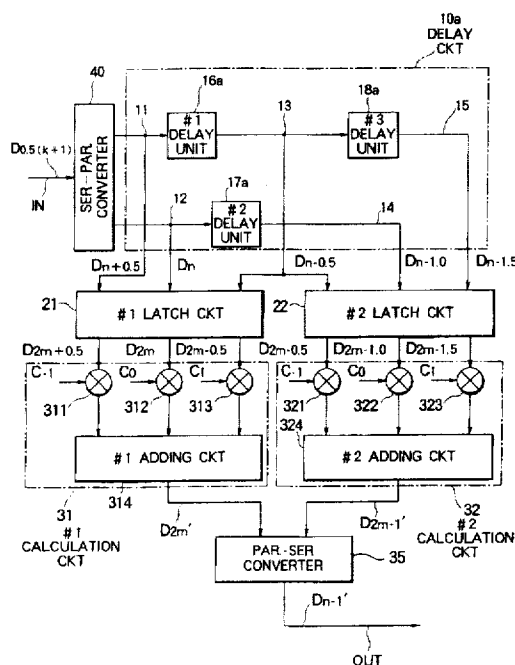 10a
DELAY
CKT
40
16a
18a
11
13
15
#1
DELAY
UNIT
#3
DELAY
UNIT
D0.5(k+1)
IN
SER-PAR.
CONVERTER
17a
12
14
#2
DELAY
UNIT
Dn+0.5
Dn
Dn-0.5
Dn-1.0
Dn-1.5
21
22
#1 LATCH CKT
#2 LATCH CKT
D2m+0.5
D2m
D2m-0.5
D2m-0.5
D2m-1.0
D2m-1.5
C-1
C0
C1
C-1
C0
C1
311
312
313
321
322
323
324
#1 ADDING CKT
#2 ADDING CKT
314
31
#1
CALCULATION
CKT
32
#2
CALCULATION
CKT
D2m'
D2m-1'
PAR.-SER
CONVERTER
35
Dn-1'
OUT